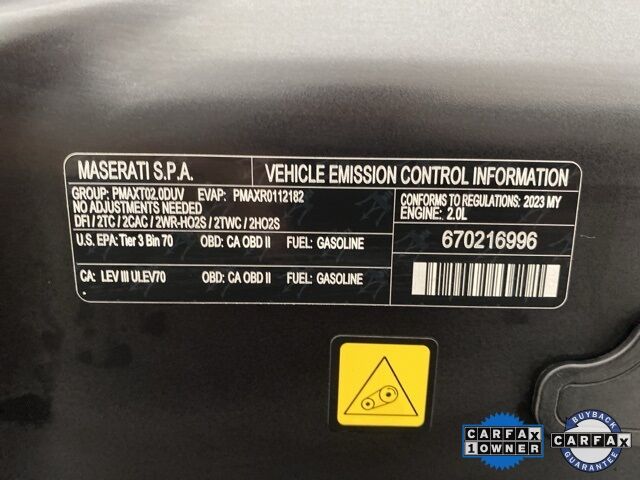 MASERATI S.P.A.
VEHICLE EMISSION CONTROL INFORMATION
GROUP: PMAXT02.0DUV EVAP: PMAXR0112182
NO ADJUSTMENTS NEEDED
DFI / 2TC / 2CAC / 2WR-HO2S / 2TWC / 2HO2S
CONFORMS TO REGULATIONS: 2023 MY
ENGINE: 2.0L
U.S. EPA: Tier 3 Bin 70 OBD: CA OBD II FUEL: GASOLINE
670216996
CA: LEV III ULEV70 OBD: CA OBD II FUEL: GASOLINE
CARFAX
1 OWNER
BUYBACK
CARFAX
GUARANTEE